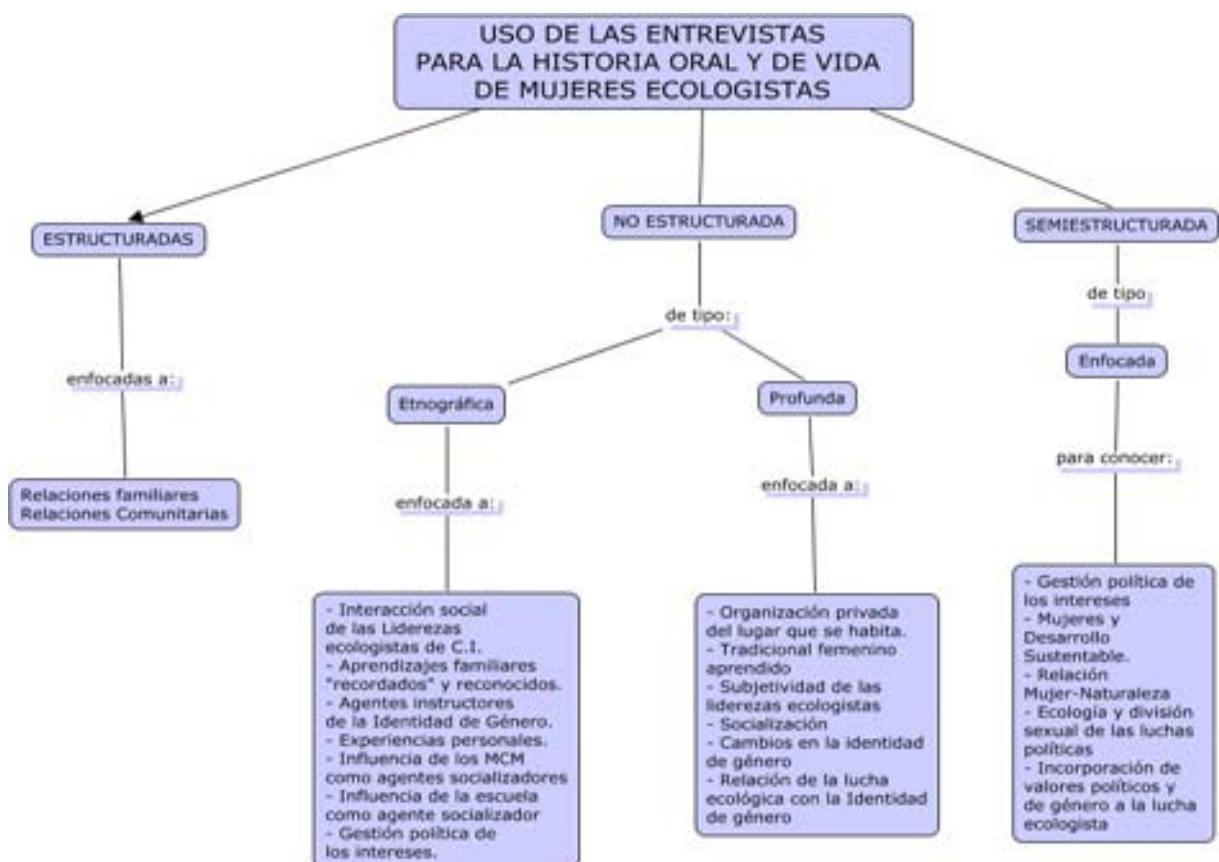 USO DE LAS ENTREVISTAS
PARA LA HISTORIA ORAL Y DE VIDA
DE MUJERES ECOLOGISTAS
ESTRUCTURADAS
enfocadas a:
Relaciones familiares
Relaciones Comunitarias
NO ESTRUCTURADA
de tipo:
Etnográfica
enfocada a:
- Interacción social
de las Liderezas
ecologistas de C.I.
- Aprendizajes familiares
"recordados" y reconocidos.
- Agentes instructores
de la Identidad de Género.
- Experiencias personales.
- Influencia de los MCM
como agentes socializadores
- Influencia de la escuela
como agente socializador
- Gestión política de
los intereses.
Profunda
enfocada a:
- Organización privada
del lugar que se habita.
- Tradicional femenino
aprendido
- Subjetividad de las
liderezas ecologistas
- Socialización
- Cambios en la identidad
de género
- Relación de la lucha
ecológica con la Identidad
de género
SEMIESTRUCTURADA
de tipo
Enfocada
para conocer:
- Gestión política de
los intereses
- Mujeres y
Desarrollo
Sustentable.
- Relación
Mujer-Naturaleza
- Ecología y división
sexual de las luchas
políticas
- Incorporación de
valores políticos y
de género a la lucha
ecologista